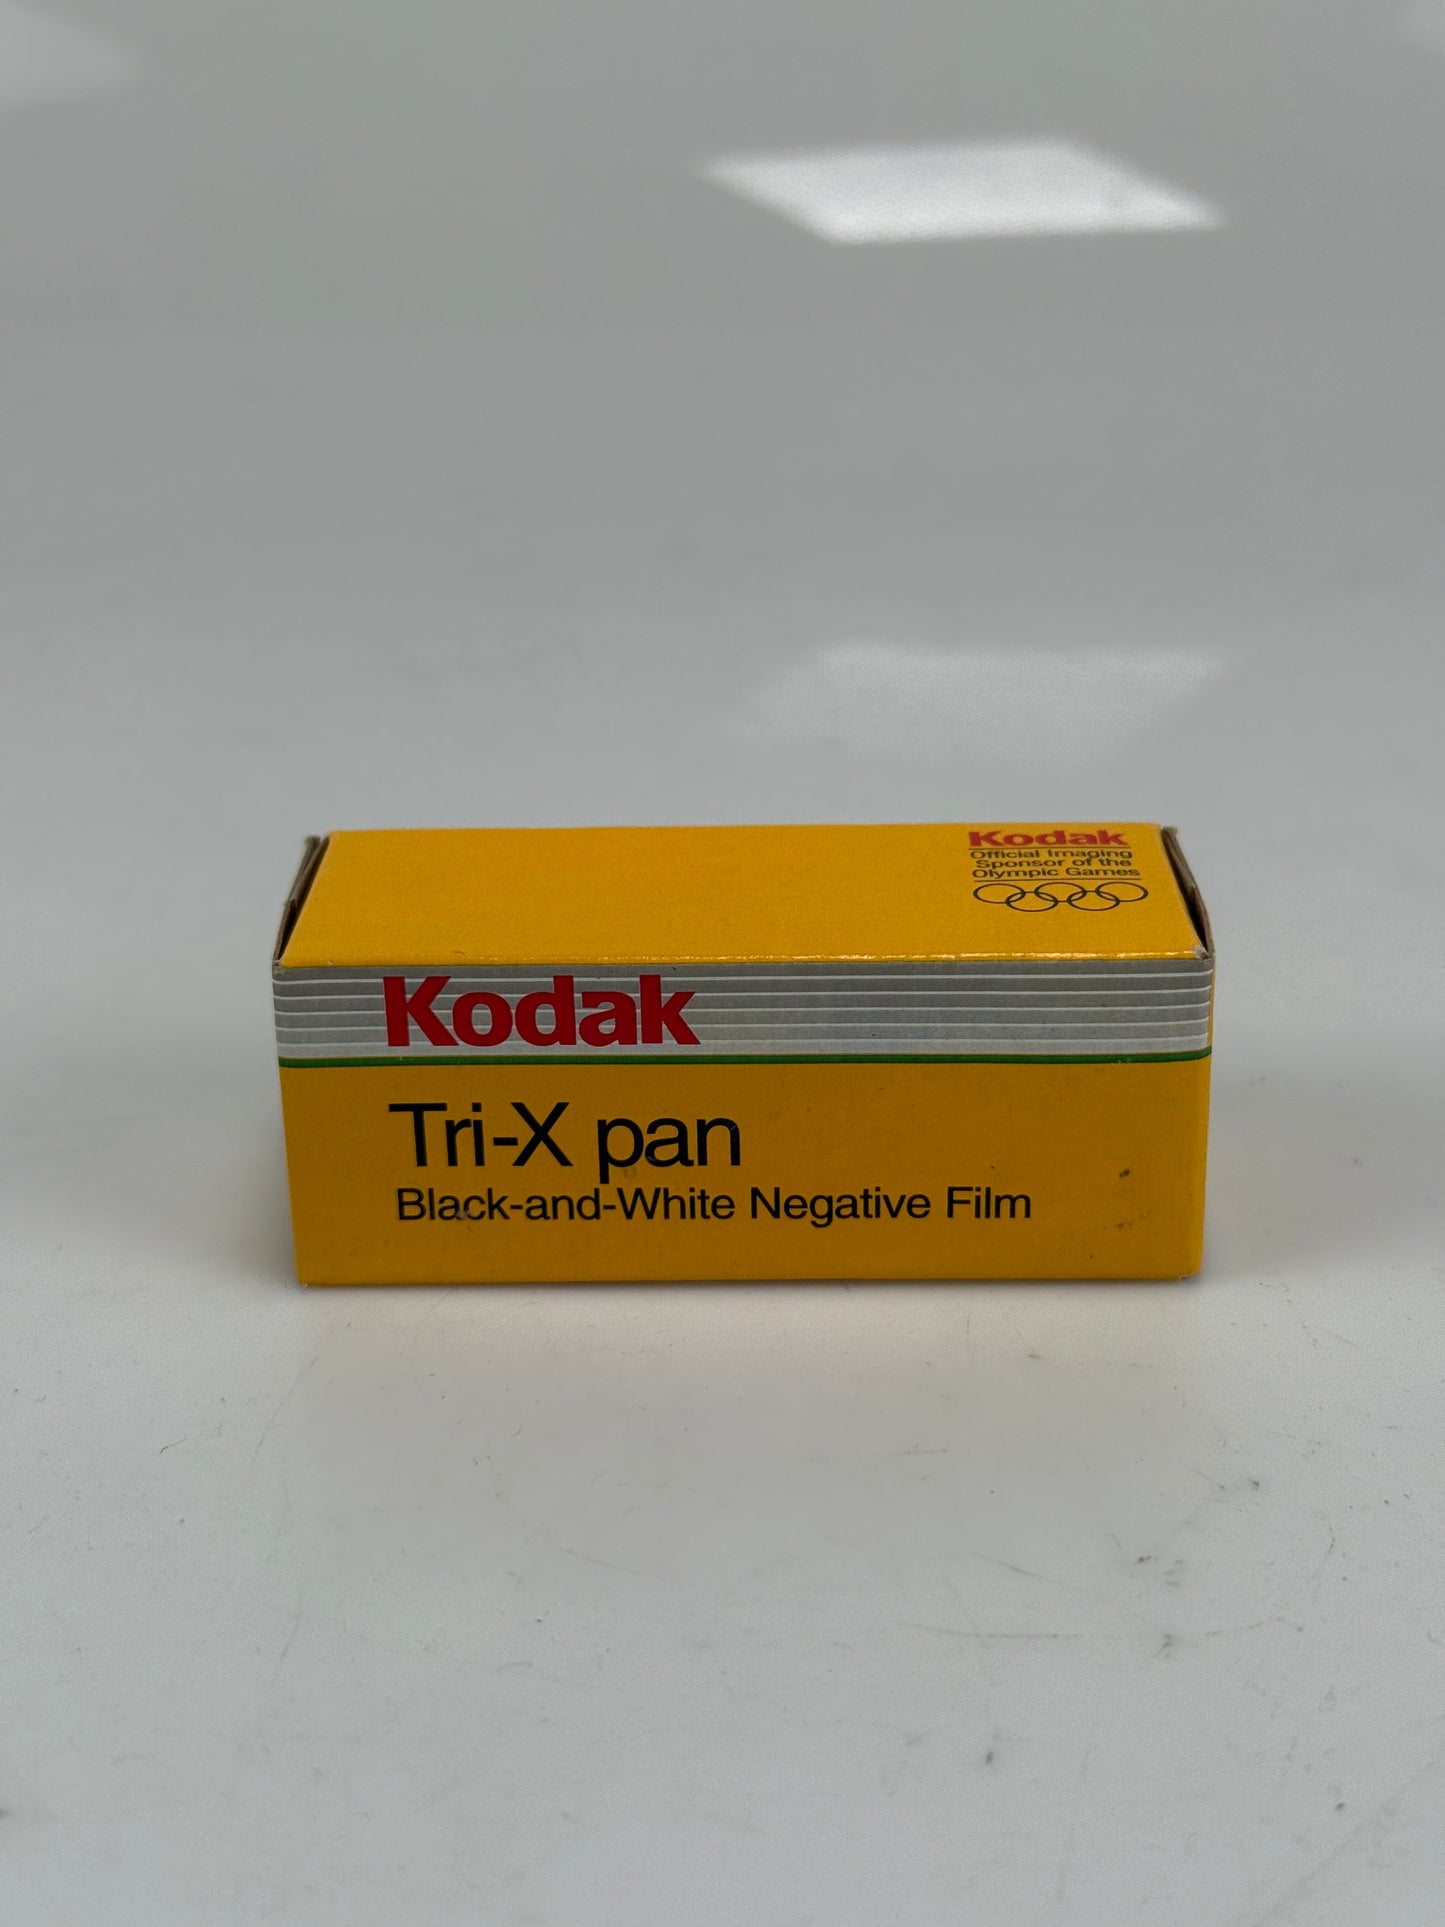 Kodak
Official Imaging
Sponsor of the
Olympic Games
Kodak
Tri-X pan
Black-and-White Negative Film